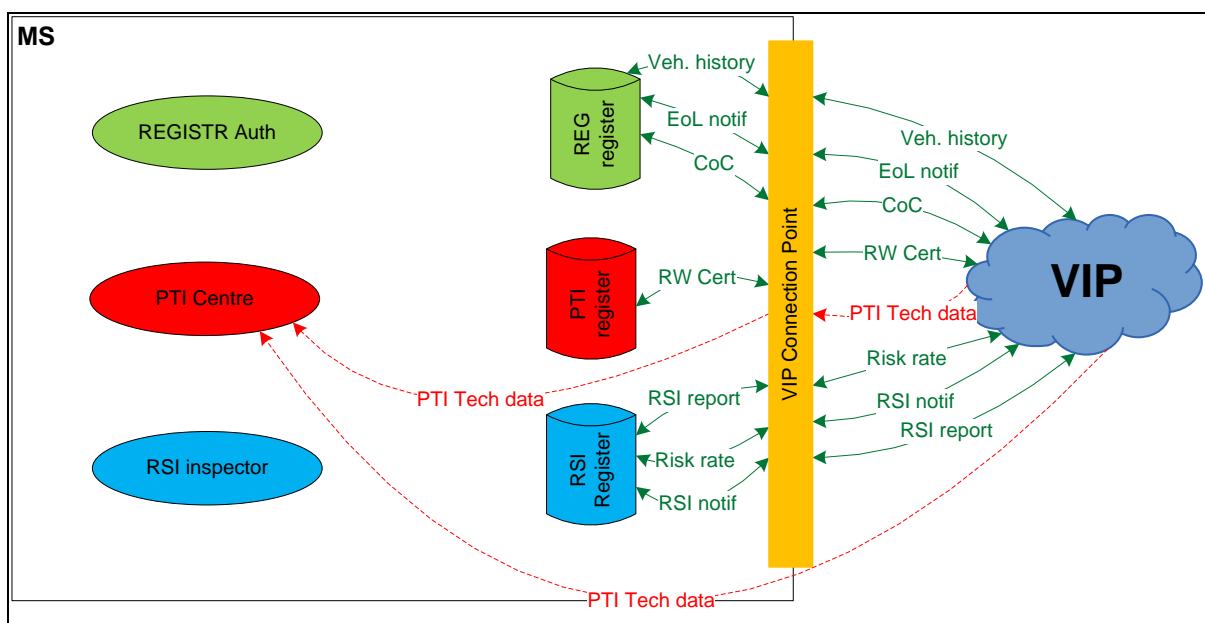 MS
Veh. history
EoL notif
CoC
REG
register
REGISTR Auth
Veh. history
EoL notif
CoC
RW Cert
PTI Tech data
VIP
PTI Centre
PTI
register
RW Cert
VIP Connection Point
PTI Tech data
RSI report
Risk rate
RSI notif
RSI
Register
RSI inspector
Risk rate
RSI notif
RSI report
PTI Tech data